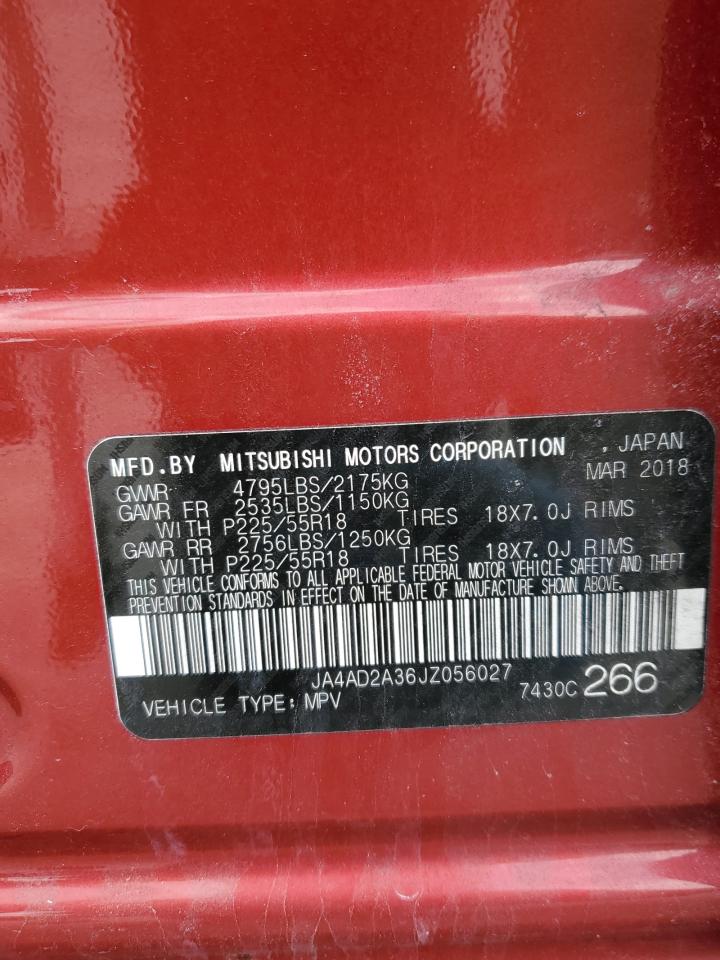 MFD.BY MITSUBISHI MOTORS CORPORATION , JAPAN
MAR 2018
GVWR 4795LBS/2175KG
GAWR FR 2535LBS/1150KG
WITH P225/55R18 TIRES 18X7.0J RIMS
GAWR RR 2756LBS/1250KG
WITH P225/55R18 TIRES 18X7.0J RIMS
THIS VEHICLE CONFORMS TO ALL APPLICABLE FEDERAL MOTOR VEHICLE SAFETY AND THEFT
PREVENTION STANDARDS IN EFFECT ON THE DATE OF MANUFACTURE SHOWN ABOVE.
JA4AD2A36JZ056027
VEHICLE TYPE: MPV 7430C 266